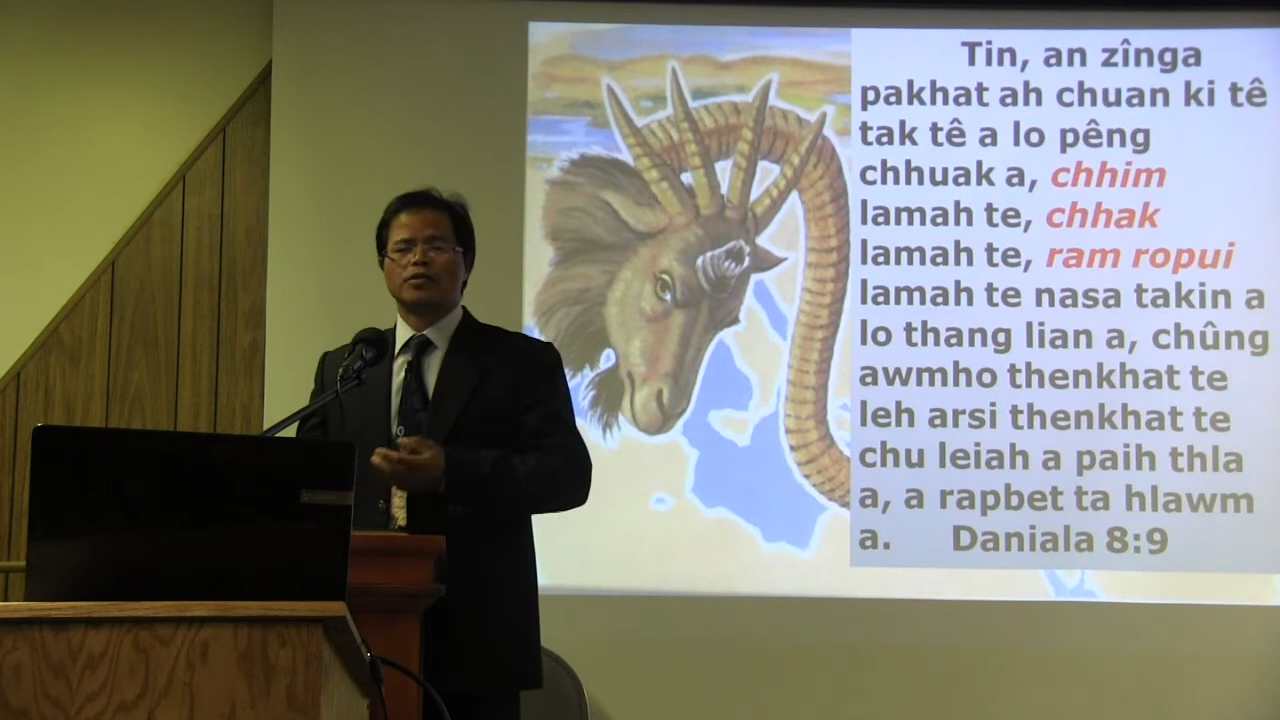 Tin, an zînga
pakhat ah chuan ki tê
tak tê a lo pêng
chhuak a, chhim
lamah te, chhak
lamah te, ram ropui
lamah te nasa takin a
lo thang lian a, chûng
awmho thenkhat te
leh arsi thenkhat te
chu leiah a paih thla
a, a rapbet ta hlawm
a. Daniala 8:9